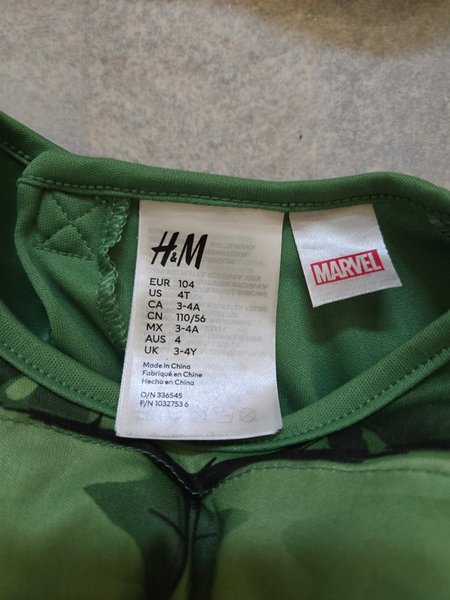 H&M
EUR 104
US 4T
CA 3-4A
CN 110/56
MX 3-4A
AUS 4
UK 3-4Y
Made in China
Fabriqué en Chine
Hecho en China
O/N 336545
P/N 1032753 6
MARVEL